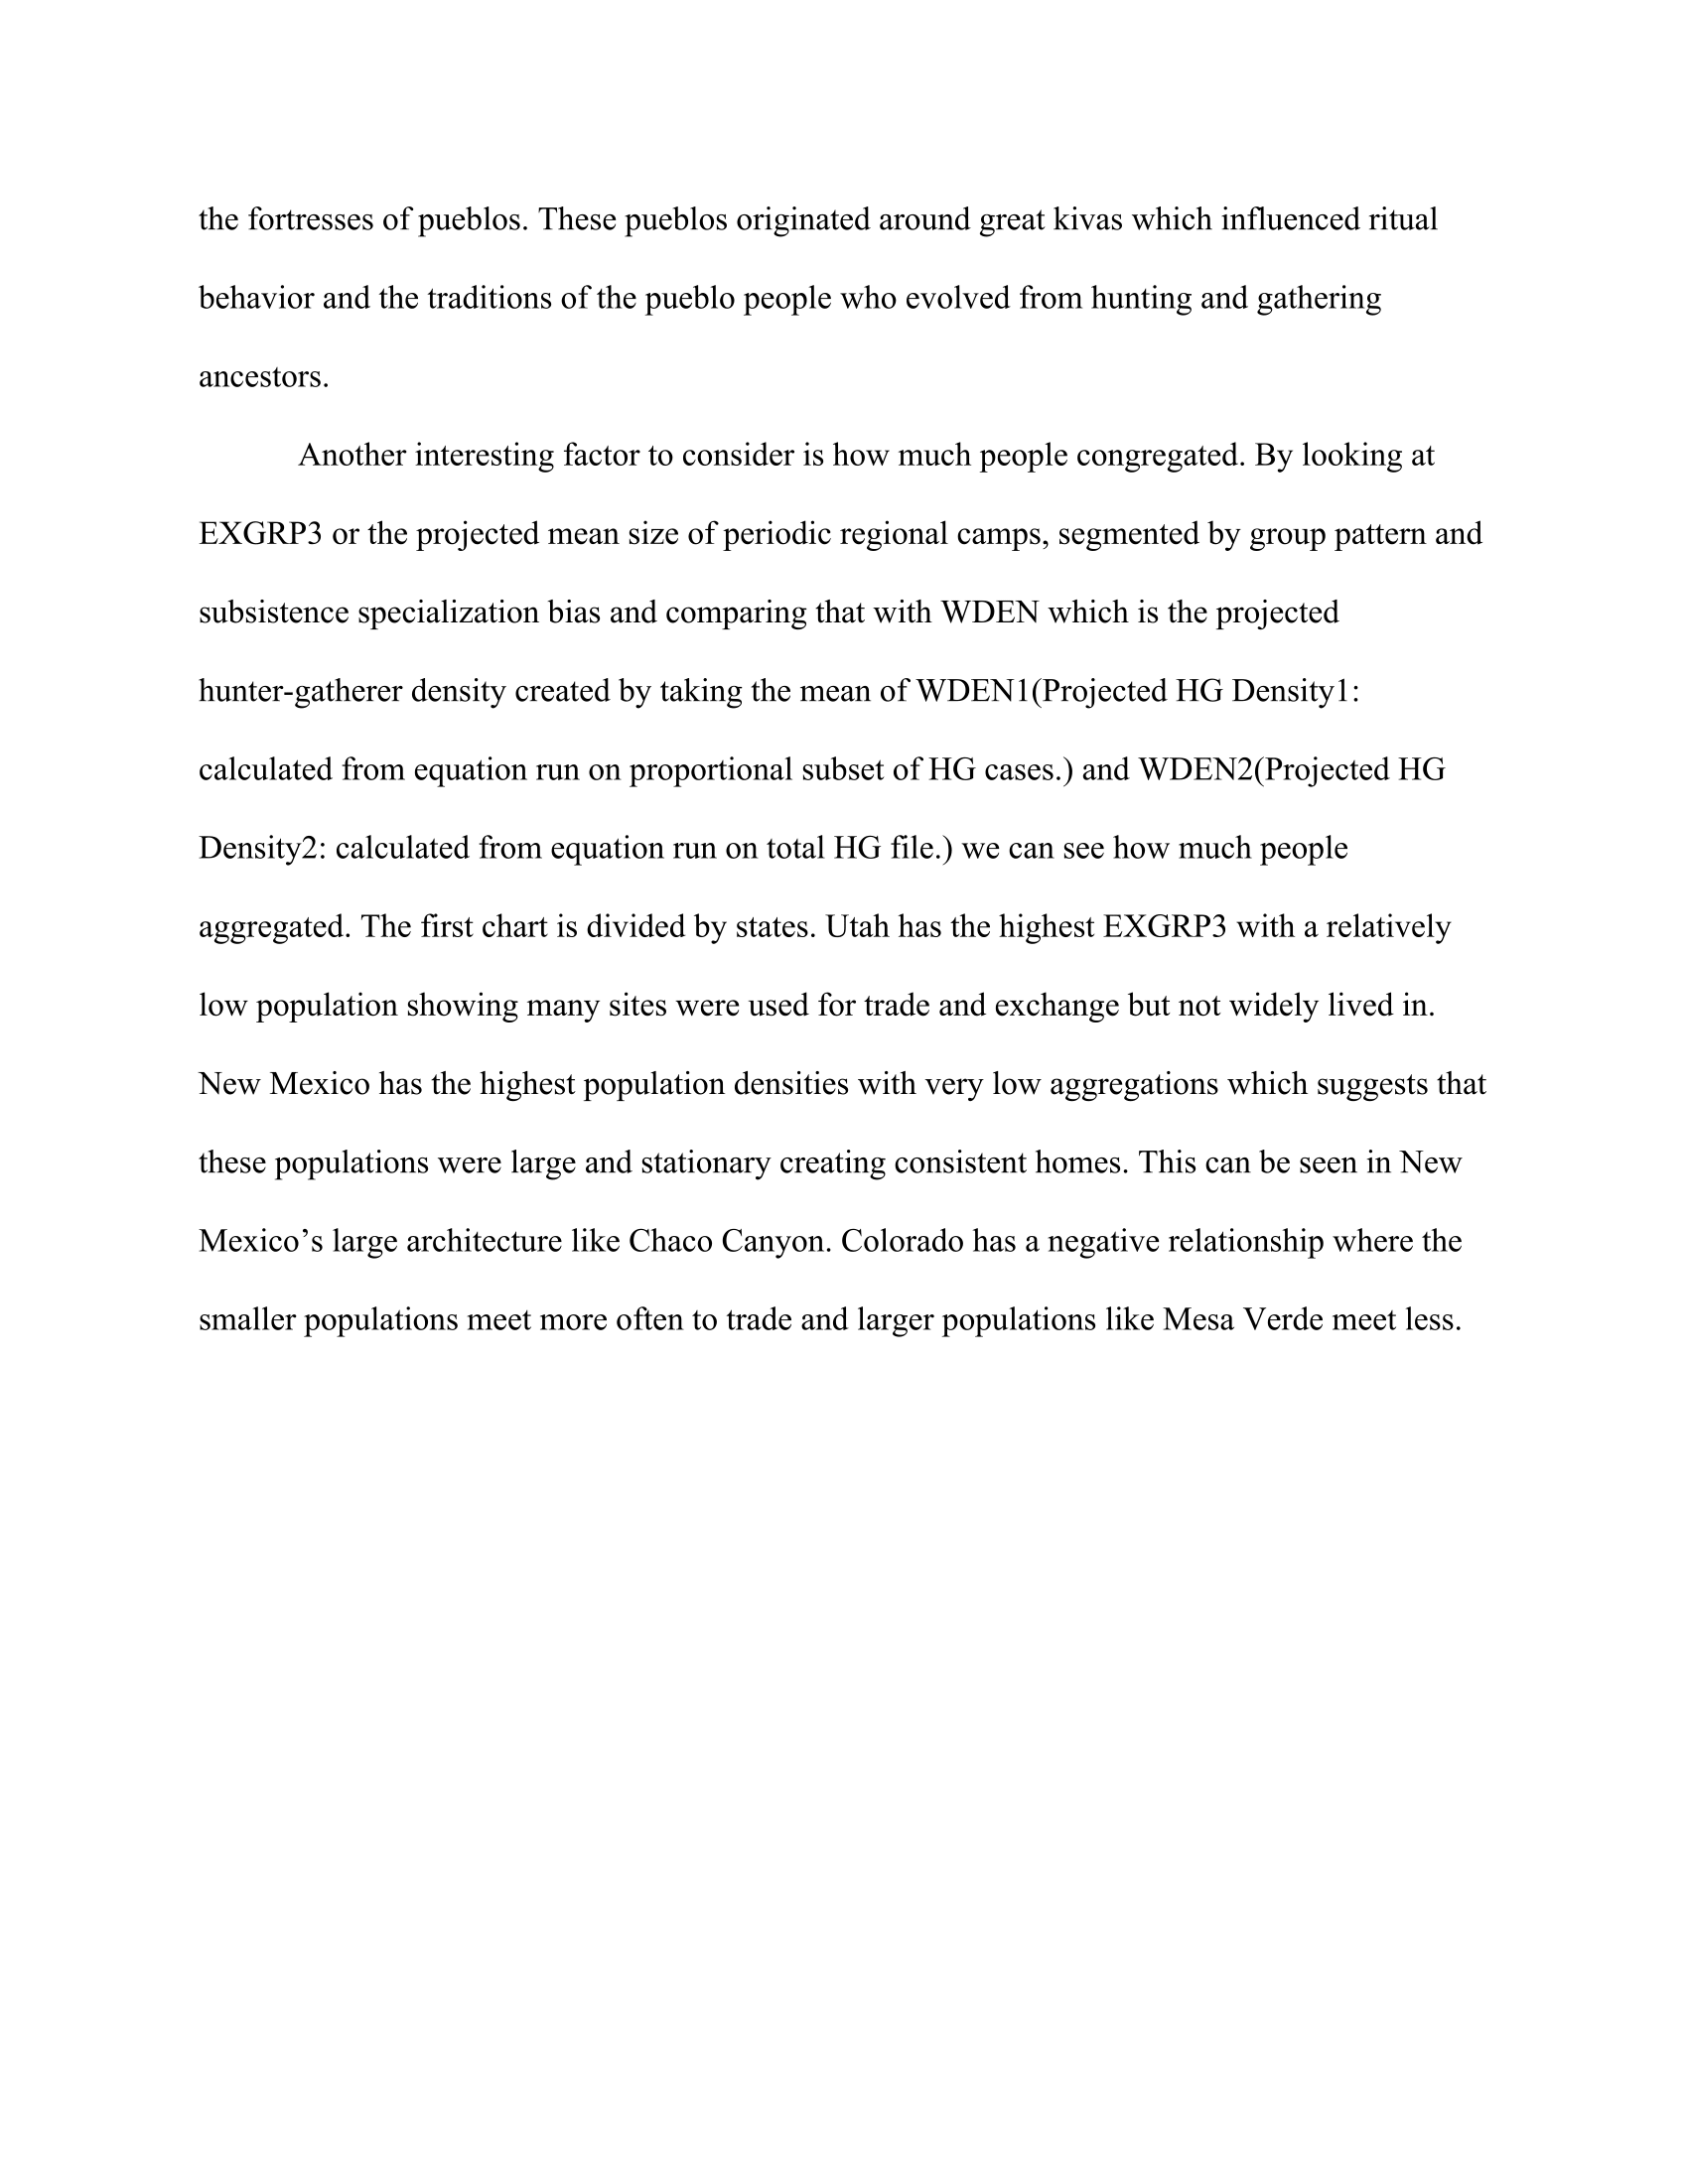 the fortresses of pueblos. These pueblos originated around great kivas which influenced ritual
behavior and the traditions of the pueblo people who evolved from hunting and gathering
ancestors.
Another interesting factor to consider is how much people congregated. By looking at
EXGRP3 or the projected mean size of periodic regional camps, segmented by group pattern and
subsistence specialization bias and comparing that with WDEN which is the projected
hunter-gatherer density created by taking the mean of WDEN1(Projected HG Density1:
calculated from equation run on proportional subset of HG cases.) and WDEN2(Projected HG
Density2: calculated from equation run on total HG file.) we can see how much people
aggregated. The first chart is divided by states. Utah has the highest EXGRP3 with a relatively
low population showing many sites were used for trade and exchange but not widely lived in.
New Mexico has the highest population densities with very low aggregations which suggests that
these populations were large and stationary creating consistent homes. This can be seen in New
Mexico’s large architecture like Chaco Canyon. Colorado has a negative relationship where the
smaller populations meet more often to trade and larger populations like Mesa Verde meet less.